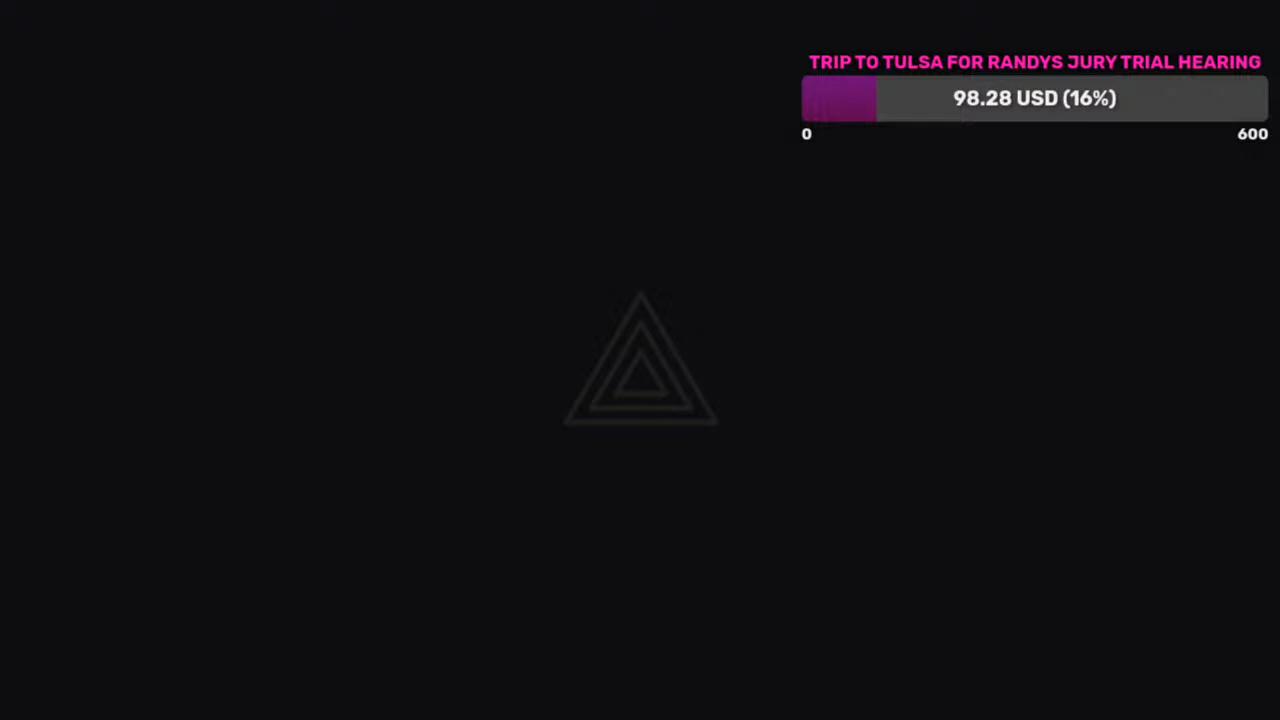 TRIP TO TULSA FOR RANDYS JURY TRIAL HEARING
98.28 USD (16%)
0 600